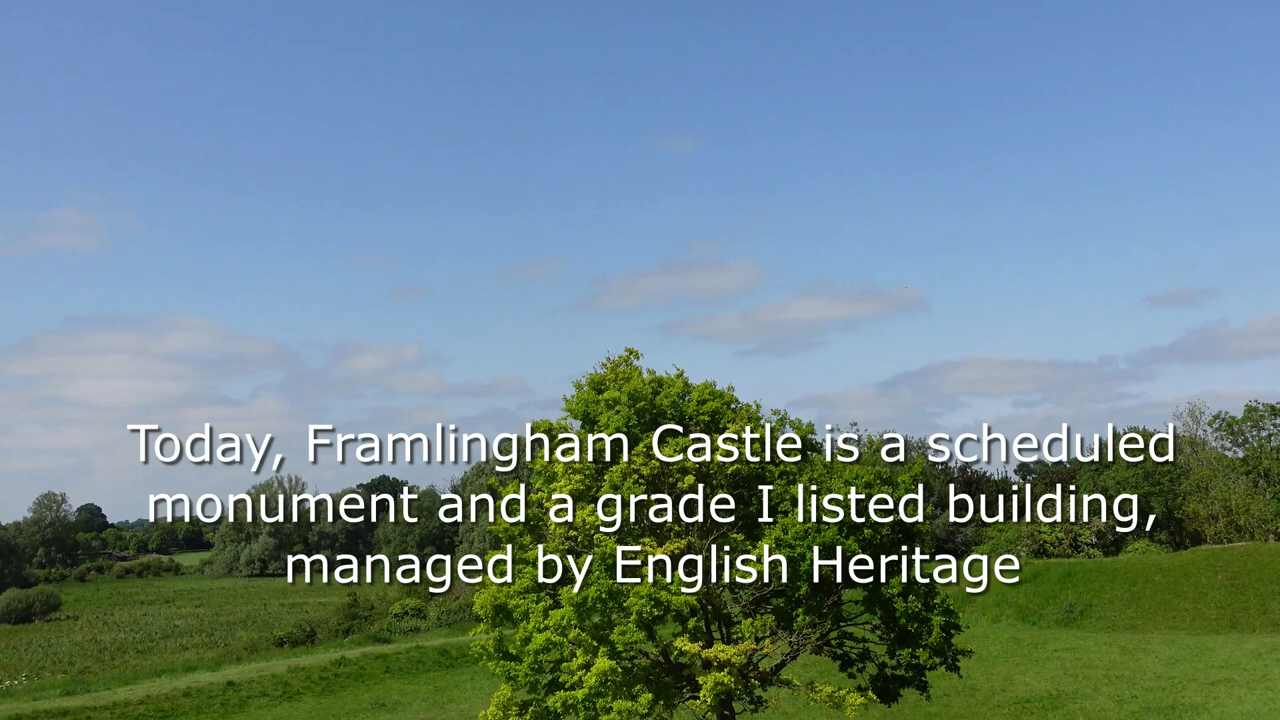 Today, Framlingham Castle is a scheduled
monument and a grade I listed building,
managed by English Heritage